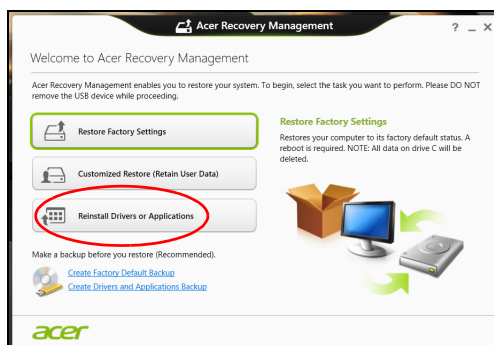 Acer Recovery Management
? _ X
Welcome to Acer Recovery Management
Acer Recovery Management enables you to restore your system. To begin, select the task you want to perform. Please DO NOT
remove the USB device while proceeding.
Restore Factory Settings
Customized Restore (Retain User Data)
Reinstall Drivers or Applications
Restore Factory Settings
Restores your computer to its factory default status. A
reboot is required. NOTE: All data on drive C will be
deleted.
Make a backup before you restore (Recommended).
Create Factory Default Backup
Create Drivers and Applications Backup
acer